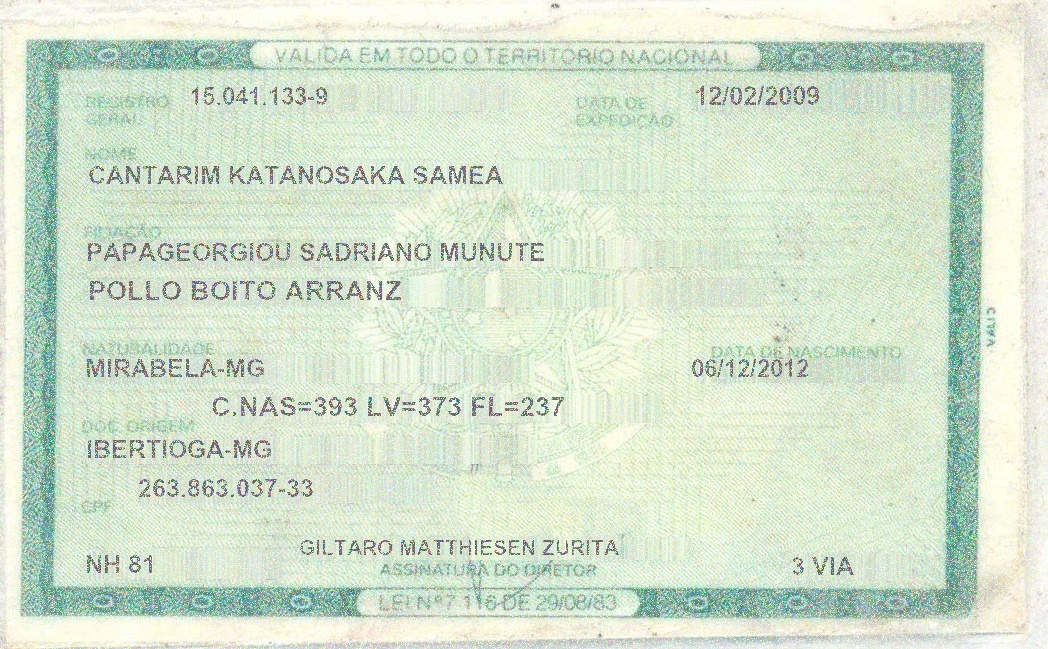 VALIDA EM TODO O TERRITORIO NACIONAL
REGISTRO GERAL 15.041.133-9 DATA DE EXPEDIÇÃO 12/02/2009
NOME
CANTARIM KATANOSAKA SAMEA
FILIAÇÃO
PAPAGEORGIOU SADRIANO MUNUTE
POLLO BOITO ARRANZ
NATURALIDADE DATA DE NASCIMENTO
MIRABELA-MG 06/12/2012
C.NAS=393 LV=373 FL=237
DOC ORIGEM
IBERTIOGA-MG
263.863.037-33
CPF
GILTARO MATTHIESEN ZURITA
NH 81 ASSINATURA DO DIRETOR 3 VIA
LEI Nº 7 116 DE 29/08/83